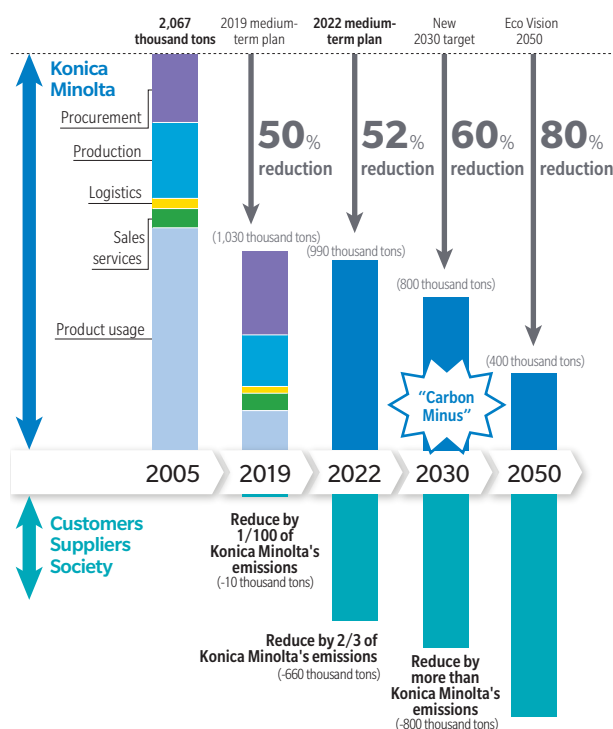 2,067
thousand tons
2019 medium-
term plan
2022 medium-
term plan
New
2030 target
Eco Vision
2050
Konica
Minolta
Procurement
Production
Logistics
Sales
services
Product usage
50%
reduction
52%
reduction
60%
reduction
80%
reduction
(1,030 thousand tons)
(990 thousand tons)
(800 thousand tons)
(400 thousand tons)
“Carbon
Minus”
2005
2019
2022
2030
2050
Customers
Suppliers
Society
Reduce by
1/100 of
Konica Minolta's
emissions
(-10 thousand tons)
Reduce by 2/3 of
Konica Minolta's emissions
(-660 thousand tons)
Reduce by
more than
Konica Minolta's
emissions
(-800 thousand tons)